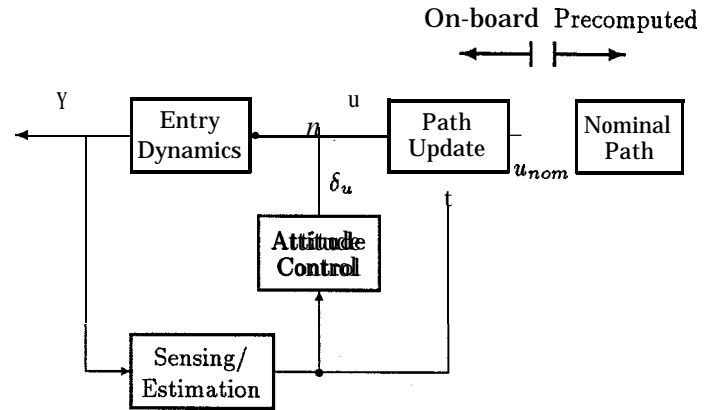 On-board Precomputed
Y
u
Entry
Dynamics
n
Path
Update
Nominal
Path
u_nom
δ_u
t
Attitude
Control
Sensing/
Estimation